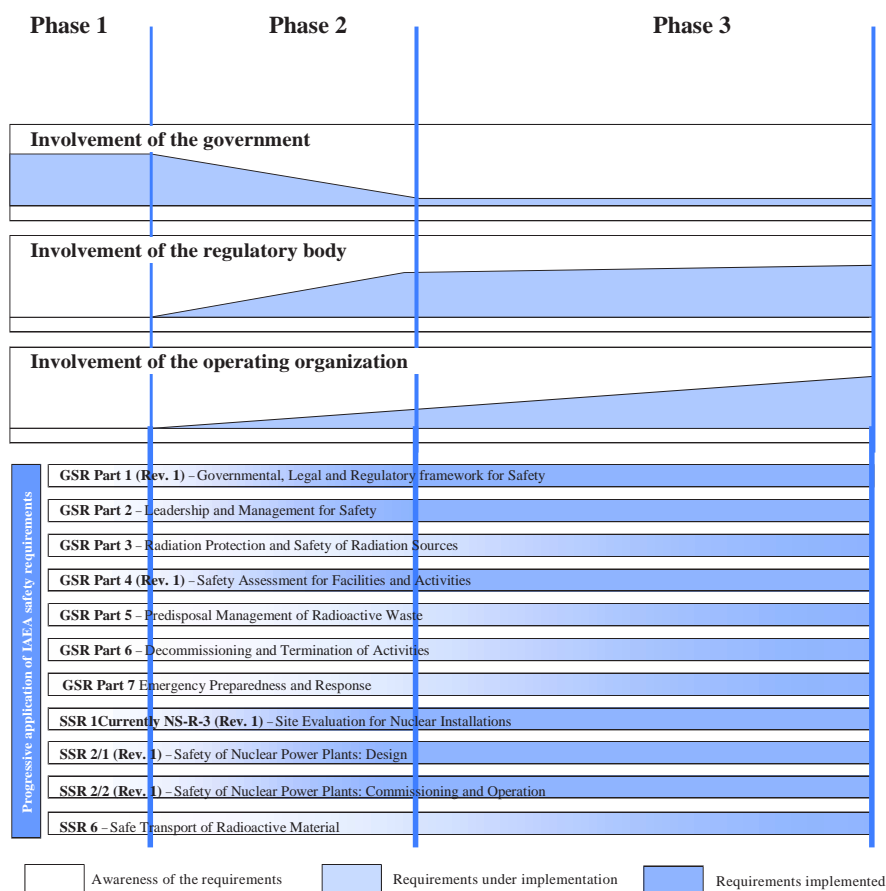 Phase 1 Phase 2 Phase 3
Involvement of the government
Involvement of the regulatory body
Involvement of the operating organization
Progressive application of IAEA safety requirements
GSR Part 1 (Rev. 1) – Governmental, Legal and Regulatory framework for Safety
GSR Part 2 – Leadership and Management for Safety
GSR Part 3 – Radiation Protection and Safety of Radiation Sources
GSR Part 4 (Rev. 1) – Safety Assessment for Facilities and Activities
GSR Part 5 – Predisposal Management of Radioactive Waste
GSR Part 6 – Decommissioning and Termination of Activities
GSR Part 7 Emergency Preparedness and Response
SSR 1Currently NS-R-3 (Rev. 1) – Site Evaluation for Nuclear Installations
SSR 2/1 (Rev. 1) – Safety of Nuclear Power Plants: Design
SSR 2/2 (Rev. 1) – Safety of Nuclear Power Plants: Commissioning and Operation
SSR 6 – Safe Transport of Radioactive Material
Awareness of the requirements Requirements under implementation Requirements implemented